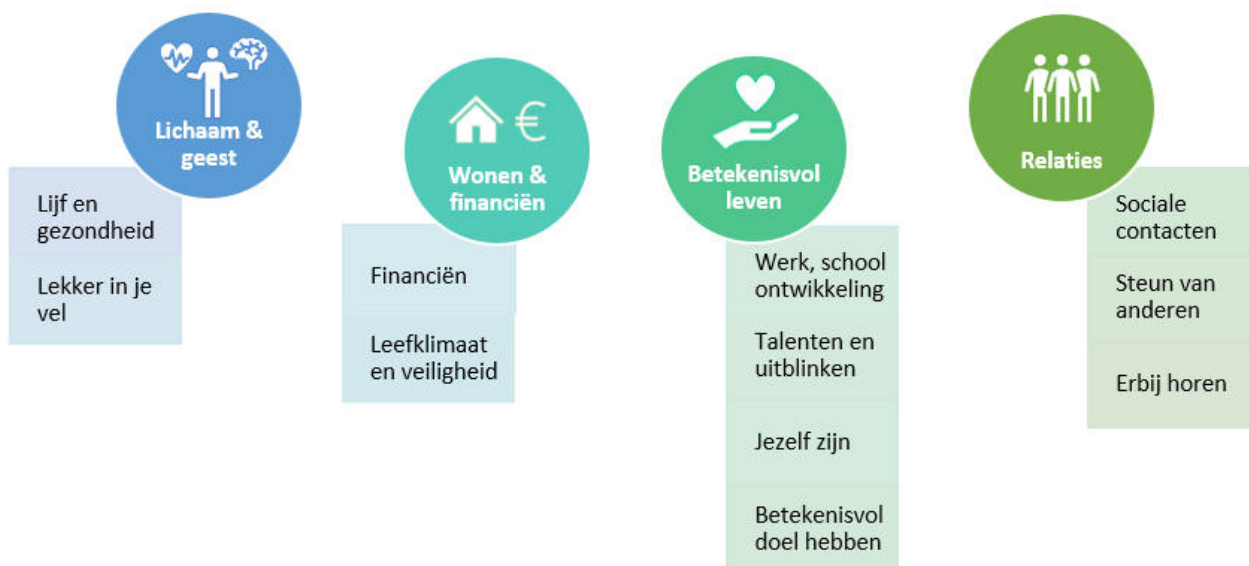 Lichaam &
geest
Lijf en
gezondheid
Lekker in je
vel
€
Wonen &
financiën
Financiën
Leefklimaat
en veiligheid
Betekenisvol
leven
Werk, school
ontwikkeling
Talenten en
uitblinken
Jezelf zijn
Betekenisvol
doel hebben
Relaties
Sociale
contacten
Steun van
anderen
Erbij horen